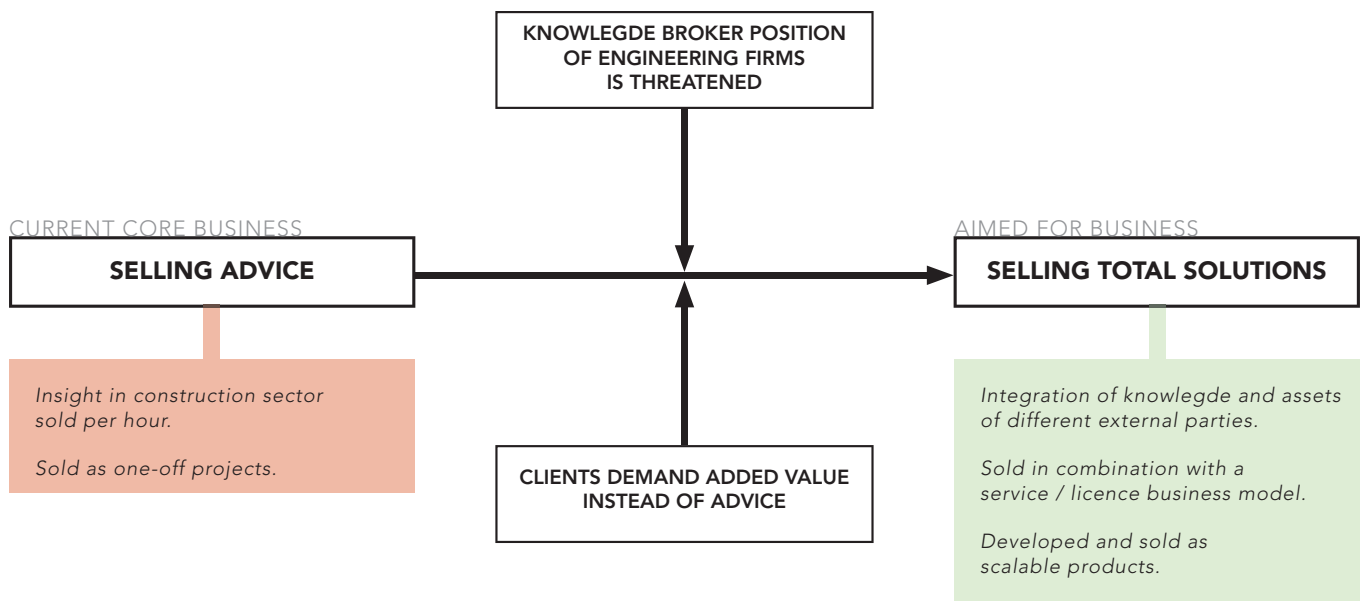 KNOWLEGDE BROKER POSITION
OF ENGINEERING FIRMS
IS THREATENED
CURRENT CORE BUSINESS
SELLING ADVICE
AIMED FOR BUSINESS
SELLING TOTAL SOLUTIONS
Insight in construction sector
sold per hour.
Sold as one-off projects.
CLIENTS DEMAND ADDED VALUE
INSTEAD OF ADVICE
Integration of knowlegde and assets
of different external parties.
Sold in combination with a
service / licence business model.
Developed and sold as
scalable products.